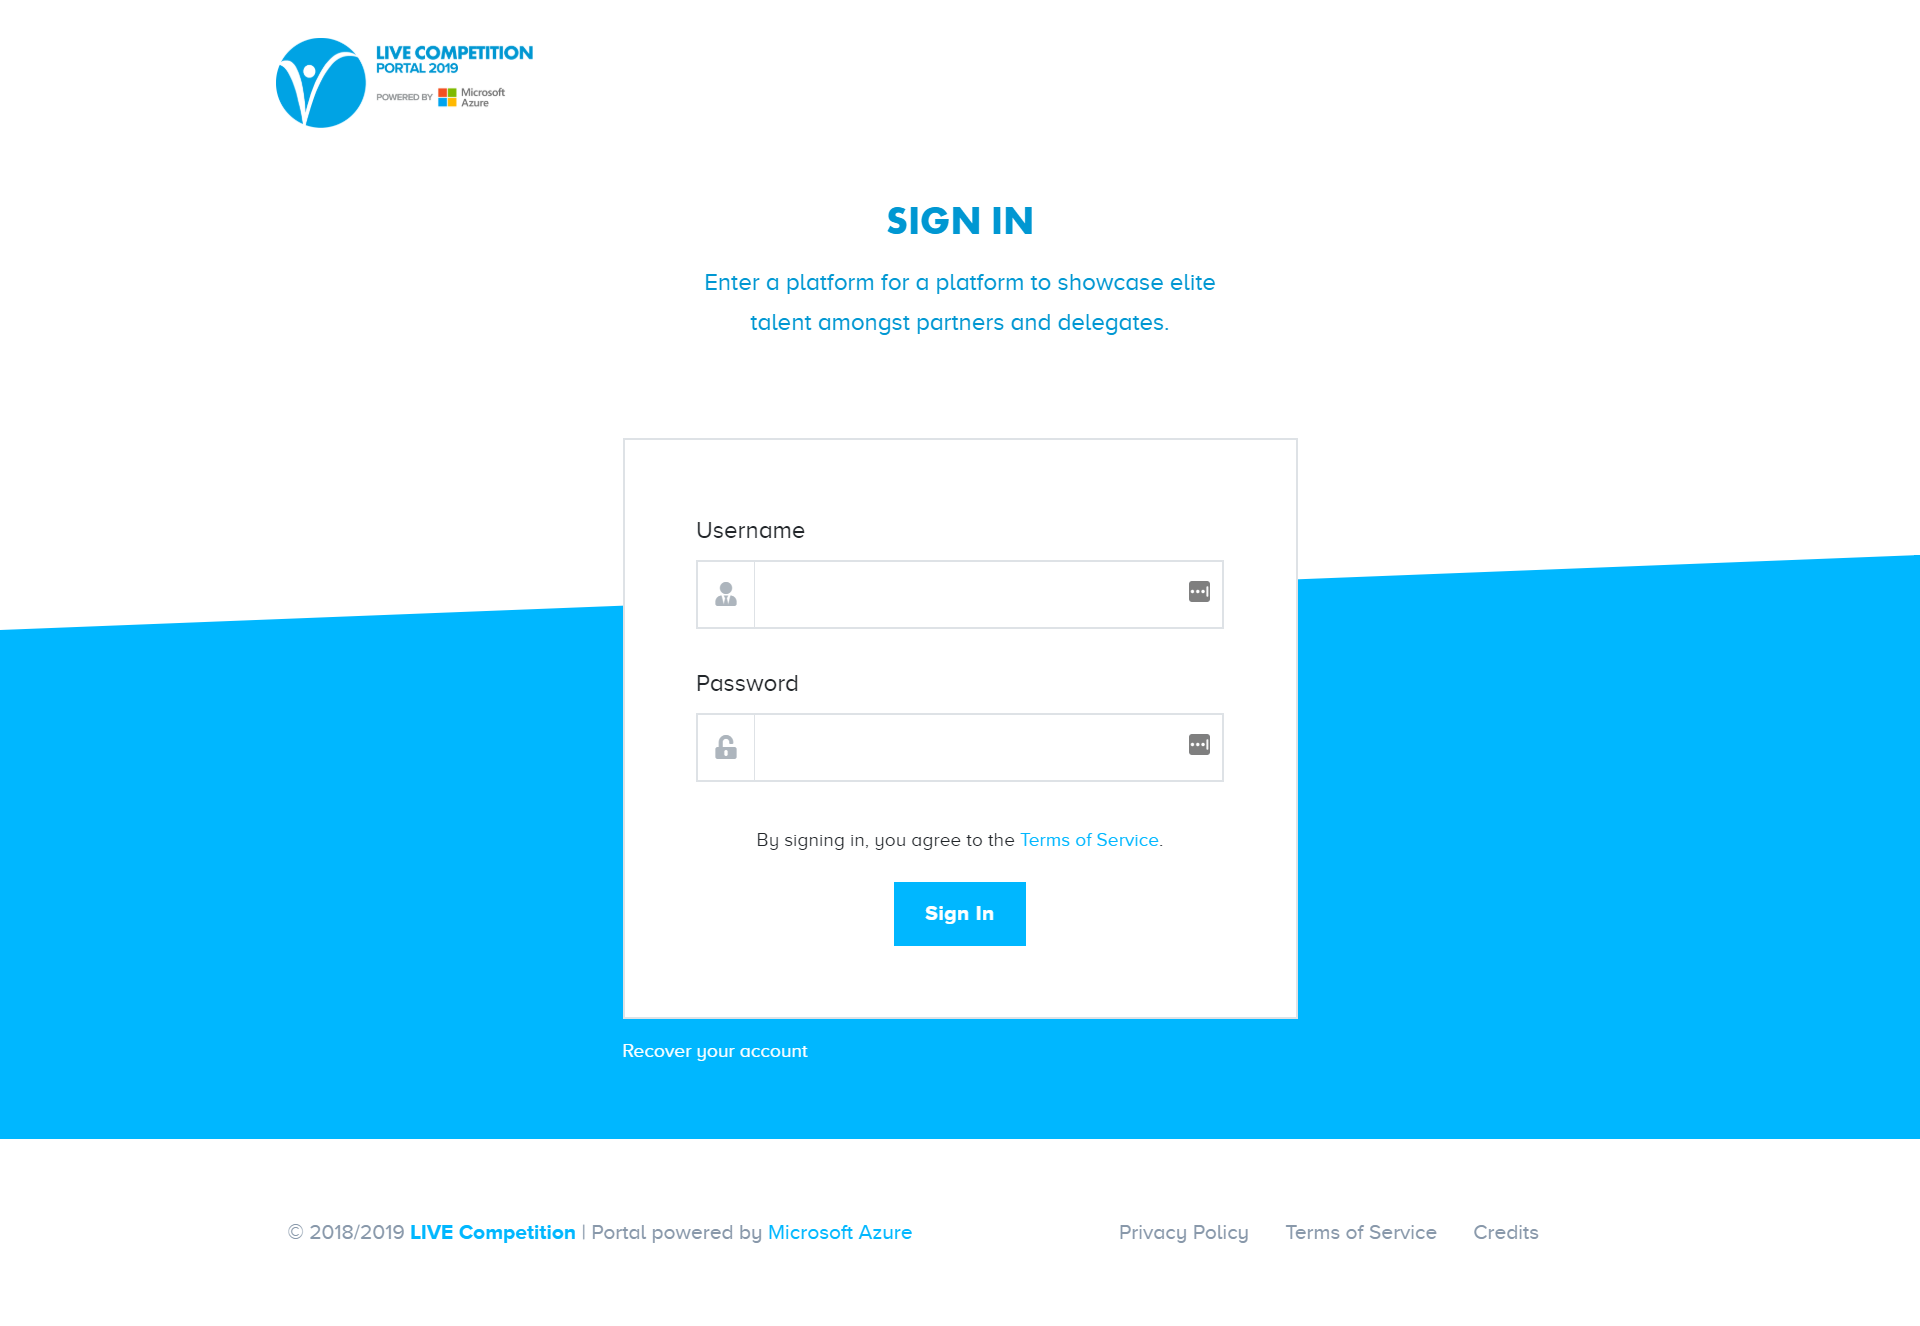 LIVE COMPETITION
PORTAL 2019
POWERED BY Microsoft Azure
SIGN IN
Enter a platform for a platform to showcase elite
talent amongst partners and delegates.
Username
Password
By signing in, you agree to the Terms of Service.
Sign In
Recover your account
© 2018/2019 LIVE Competition | Portal powered by Microsoft Azure
Privacy Policy Terms of Service Credits